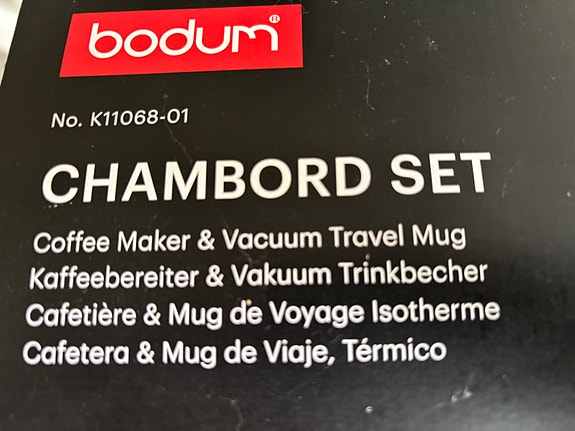 bodum®
No. K11068-01
CHAMBORD SET
Coffee Maker & Vacuum Travel Mug
Kaffeebereiter & Vakuum Trinkbecher
Cafetière & Mug de Voyage Isotherme
Cafetera & Mug de Viaje, Térmico